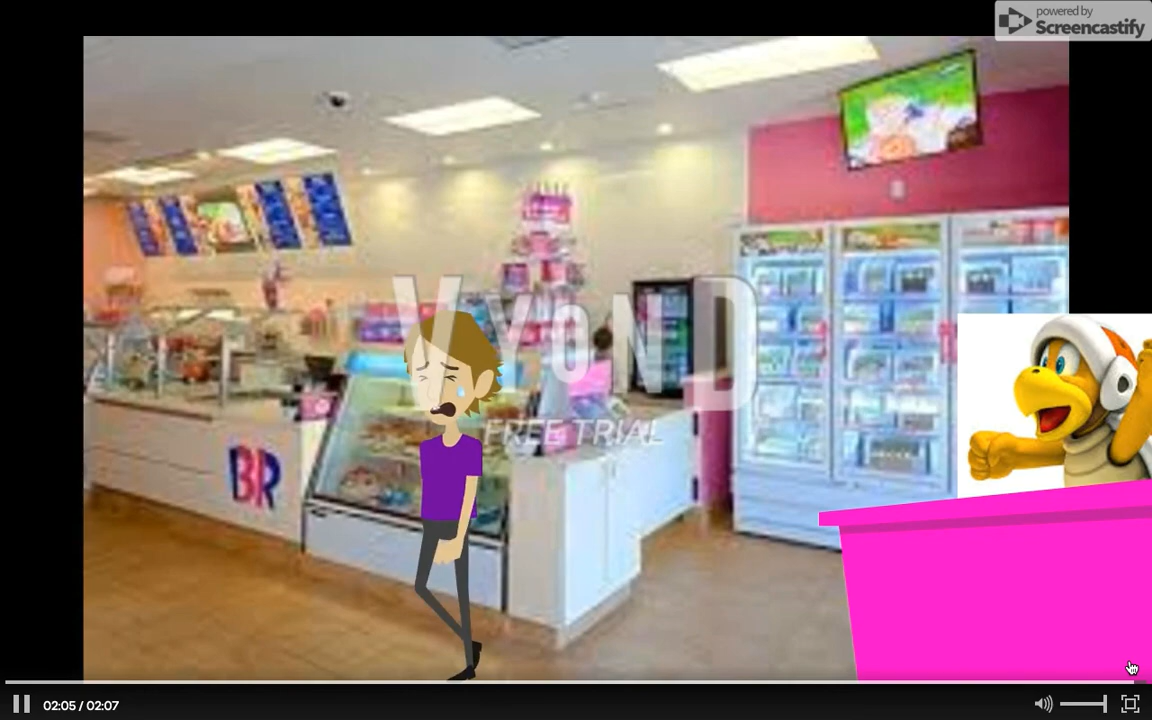 powered by
Screencastify
BR
VYOND
FREE TRIAL
02:05 / 02:07